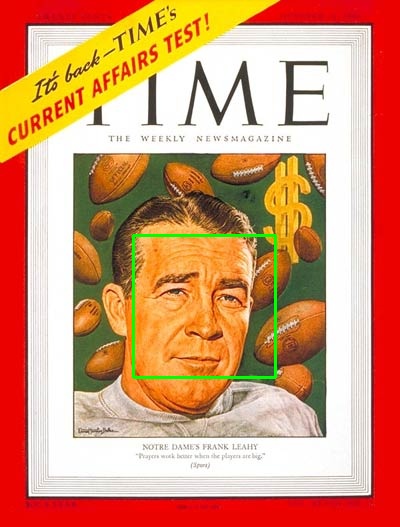 It's back—TIME's
CURRENT AFFAIRS TEST!
TIME
THE WEEKLY NEWSMAGAZINE
$
NOTRE DAME'S FRANK LEAHY
"Prayers work better when the players are big."
(Sport)